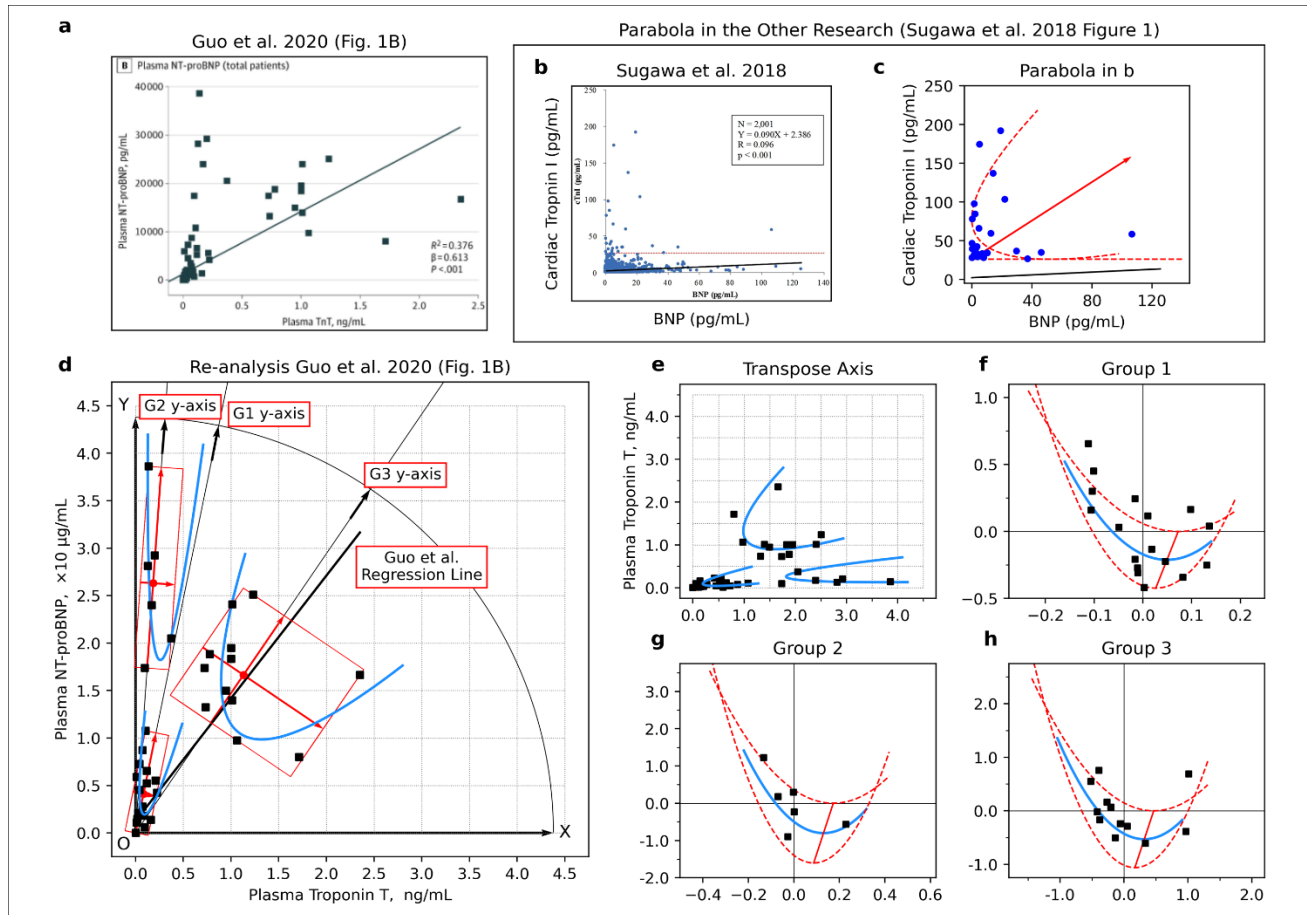 a
Guo et al. 2020 (Fig. 1B)
B Plasma NT-proBNP (total patients)
Plasma NT-proBNP, pg/mL
40000
30000
20000
10000
0
R²=0.376
β=0.613
P<.001
0
0.5
1.0
1.5
2.0
2.5
Plasma TnT, ng/mL
Parabola in the Other Research (Sugawa et al. 2018 Figure 1)
b
Sugawa et al. 2018
Cardiac Troponin I (pg/mL)
cTnI (pg/mL)
250
200
150
100
50
0
N = 2,001
Y = 0.090X + 2.386
R = 0.096
p < 0.001
0 20 40 60 80 100 120 140
BNP (pg/mL)
BNP (pg/mL)
c
Parabola in b
Cardiac Troponin I (pg/mL)
250
200
150
100
50
0
0 40 80 120
BNP (pg/mL)
d
Re-analysis Guo et al. 2020 (Fig. 1B)
Plasma NT-proBNP, ×10 µg/mL
4.5
4.0
3.5
3.0
2.5
2.0
1.5
1.0
0.5
0.0
Y
G2 y-axis
G1 y-axis
G3 y-axis
Guo et al.
Regression Line
O
X
0.0 0.5 1.0 1.5 2.0 2.5 3.0 3.5 4.0 4.5
Plasma Troponin T, ng/mL
e
Transpose Axis
Plasma Troponin T, ng/mL
4.0
3.0
2.0
1.0
0.0
0.0 0.5 1.0 1.5 2.0 2.5 3.0 3.5 4.0 4.5
f
Group 1
1.0
0.5
0.0
−0.5
−0.2 −0.1 0.0 0.1 0.2
g
Group 2
3.0
2.0
1.0
0.0
−1.0
−2.0
−0.4 −0.2 0.0 0.2 0.4 0.6
h
Group 3
2.0
1.0
0.0
−1.0
−1.0 0.0 1.0